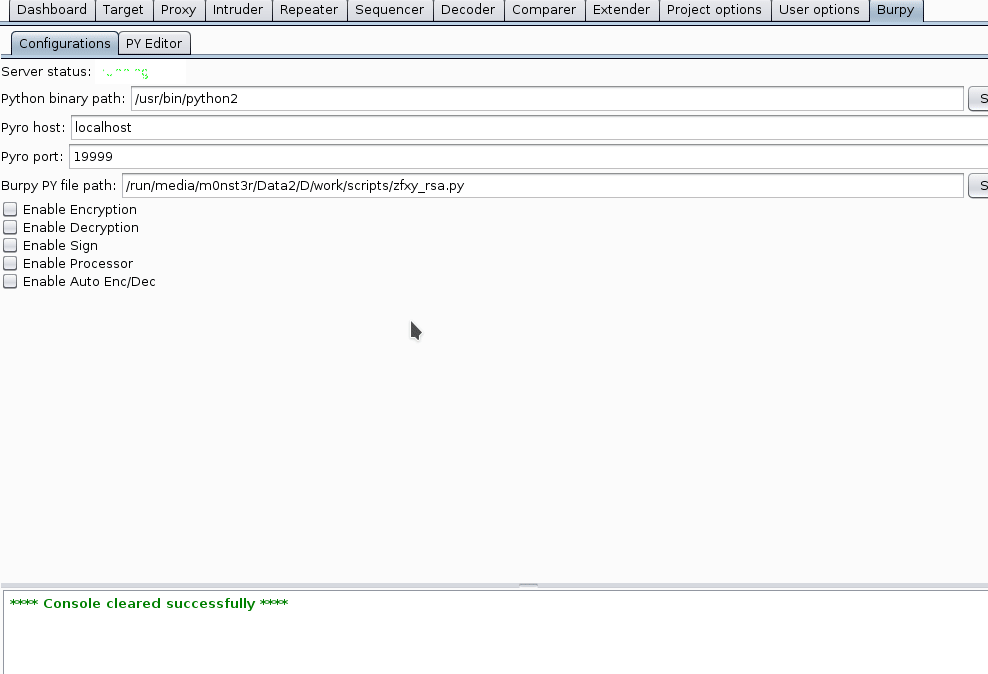 Dashboard Target Proxy Intruder Repeater Sequencer Decoder Comparer Extender Project options User options Burpy
Configurations PY Editor
Server status:
Python binary path: /usr/bin/python2 S
Pyro host: localhost
Pyro port: 19999
Burpy PY file path: /run/media/m0nst3r/Data2/D/work/scripts/zfxy_rsa.py S
Enable Encryption
Enable Decryption
Enable Sign
Enable Processor
Enable Auto Enc/Dec
**** Console cleared successfully ****